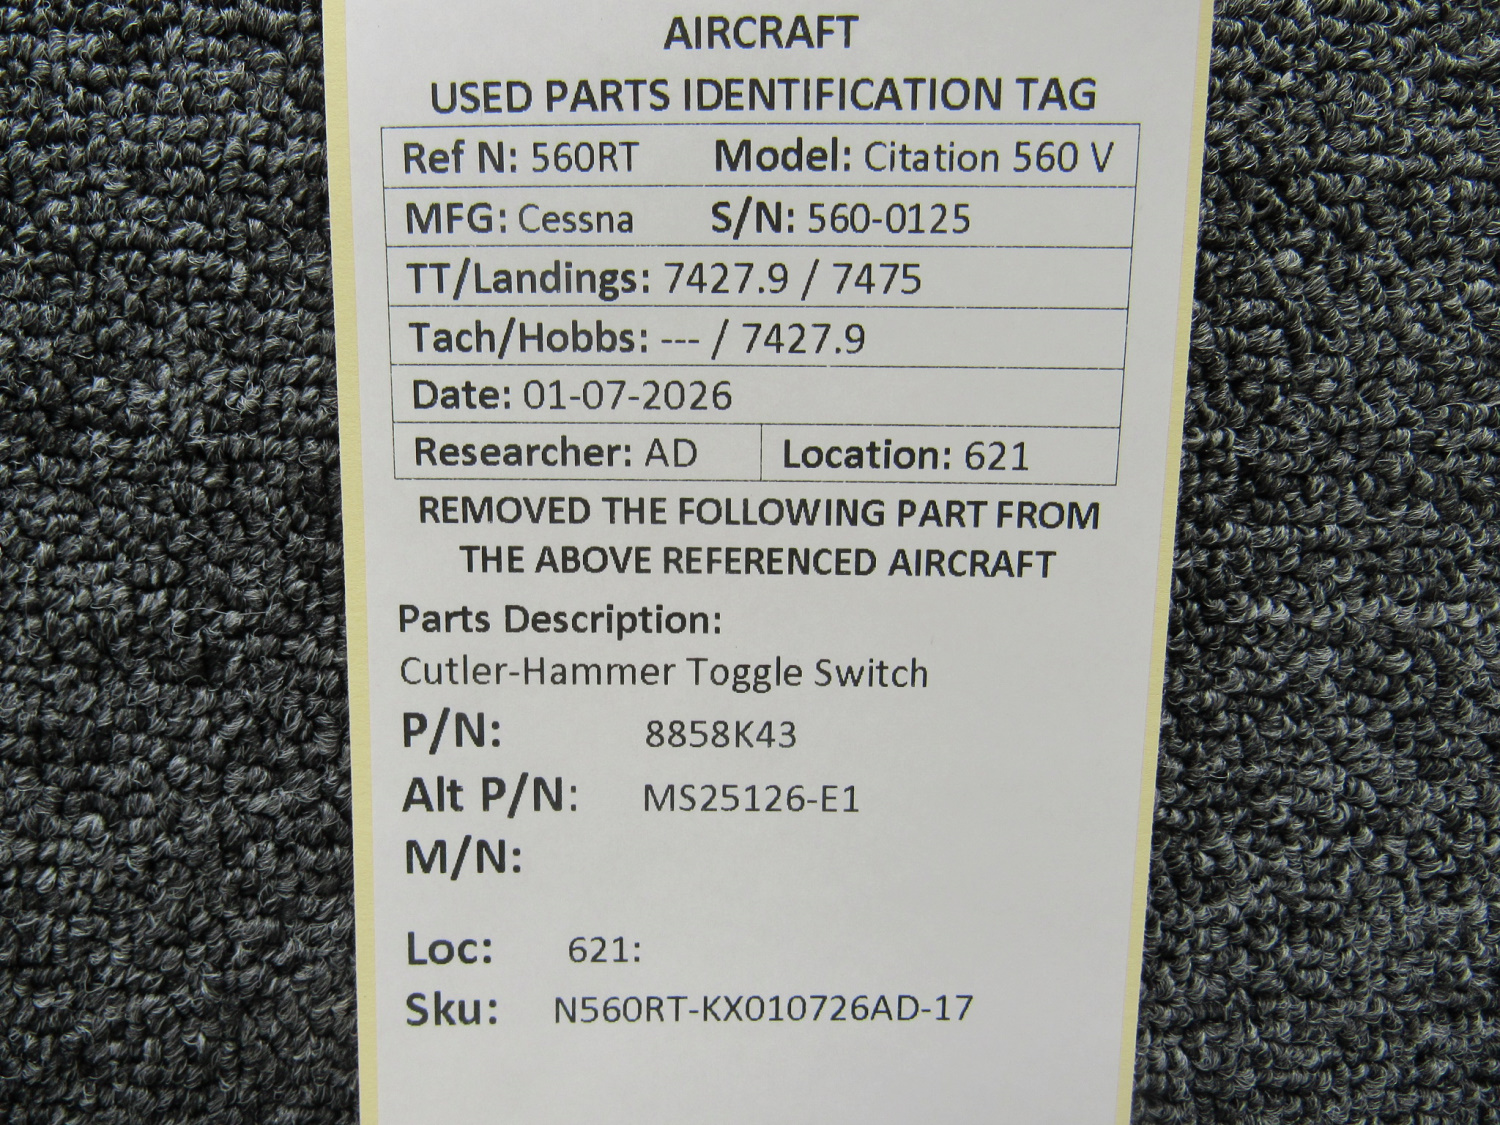 AIRCRAFT
USED PARTS IDENTIFICATION TAG
Ref N: 560RT Model: Citation 560 V
MFG: Cessna S/N: 560-0125
TT/Landings: 7427.9 / 7475
Tach/Hobbs: --- / 7427.9
Date: 01-07-2026
Researcher: AD Location: 621
REMOVED THE FOLLOWING PART FROM
THE ABOVE REFERENCED AIRCRAFT
Parts Description:
Cutler-Hammer Toggle Switch
P/N: 8858K43
Alt P/N: MS25126-E1
M/N:
Loc: 621:
Sku: N560RT-KX010726AD-17